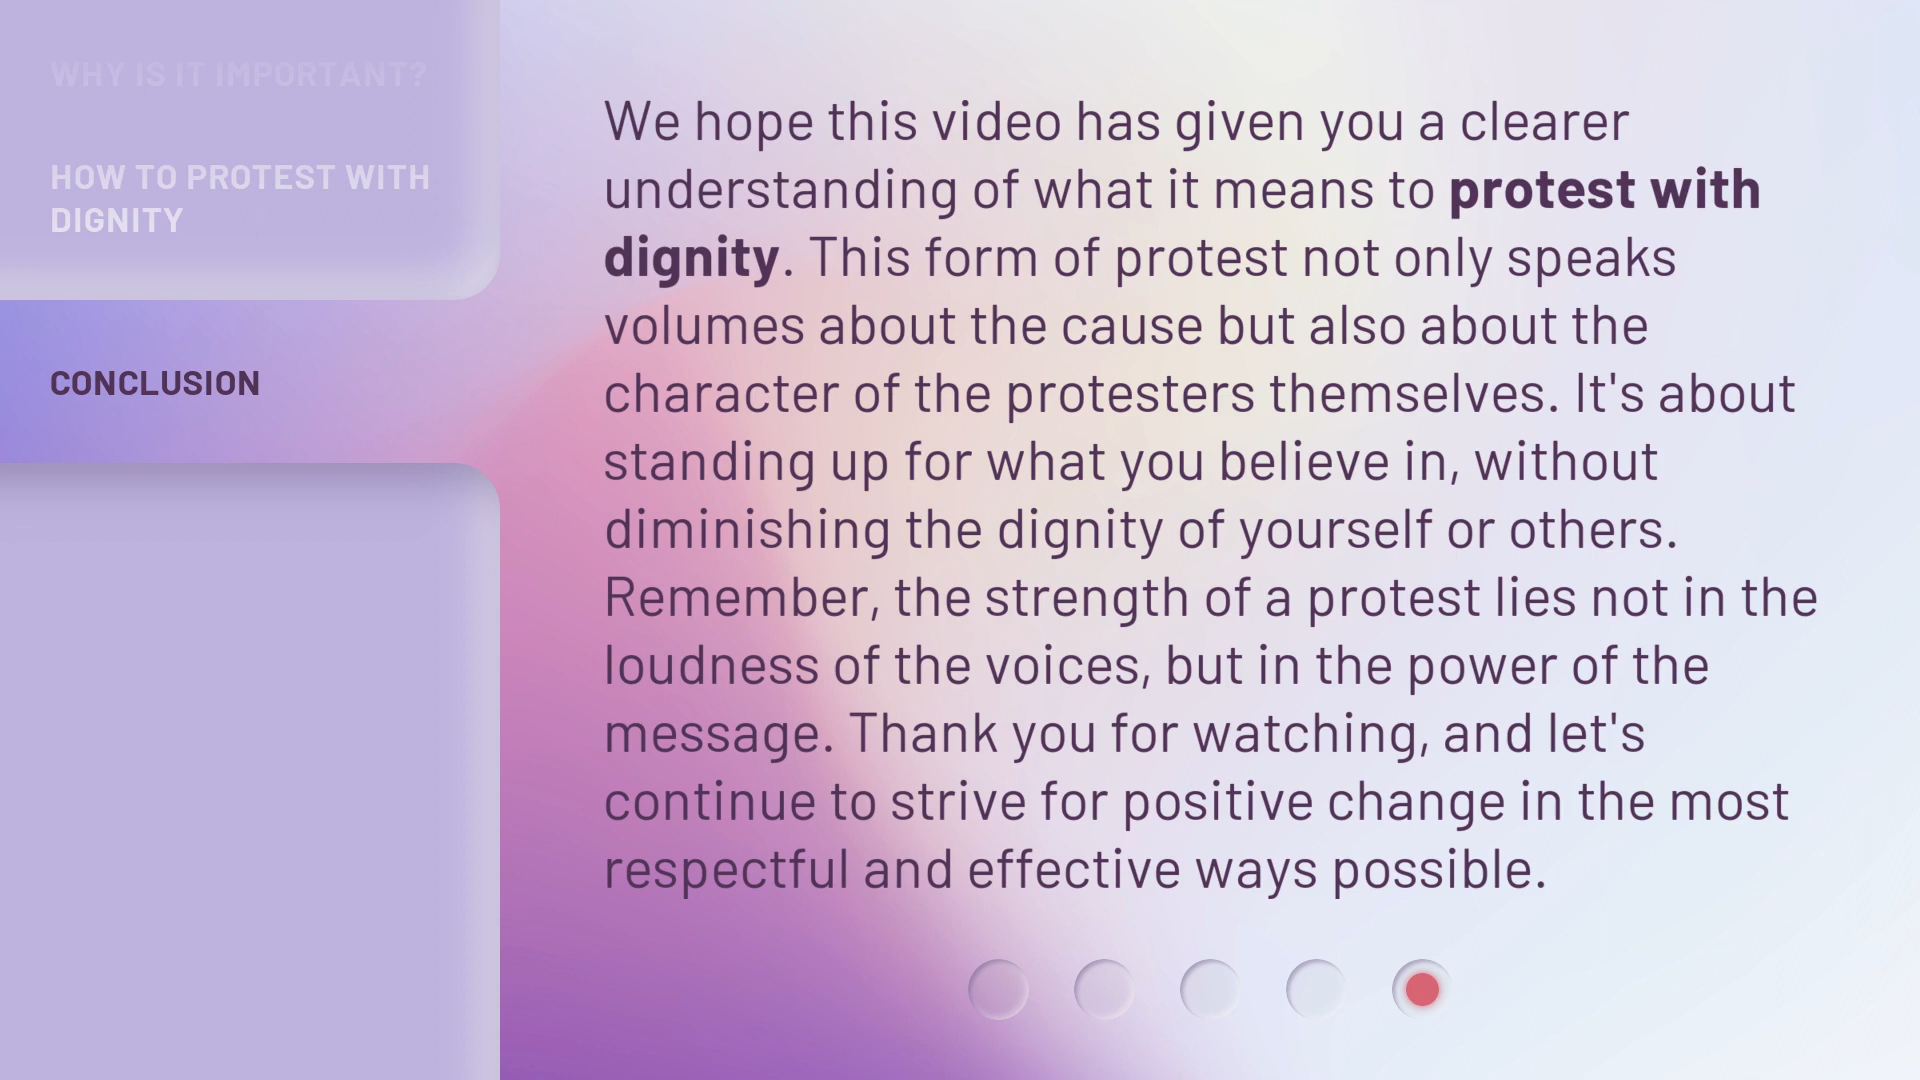 WHY IS IT IMPORTANT?
HOW TO PROTEST WITH
DIGNITY
CONCLUSION
We hope this video has given you a clearer
understanding of what it means to protest with
dignity. This form of protest not only speaks
volumes about the cause but also about the
character of the protesters themselves. It's about
standing up for what you believe in, without
diminishing the dignity of yourself or others.
Remember, the strength of a protest lies not in the
loudness of the voices, but in the power of the
message. Thank you for watching, and let's
continue to strive for positive change in the most
respectful and effective ways possible.